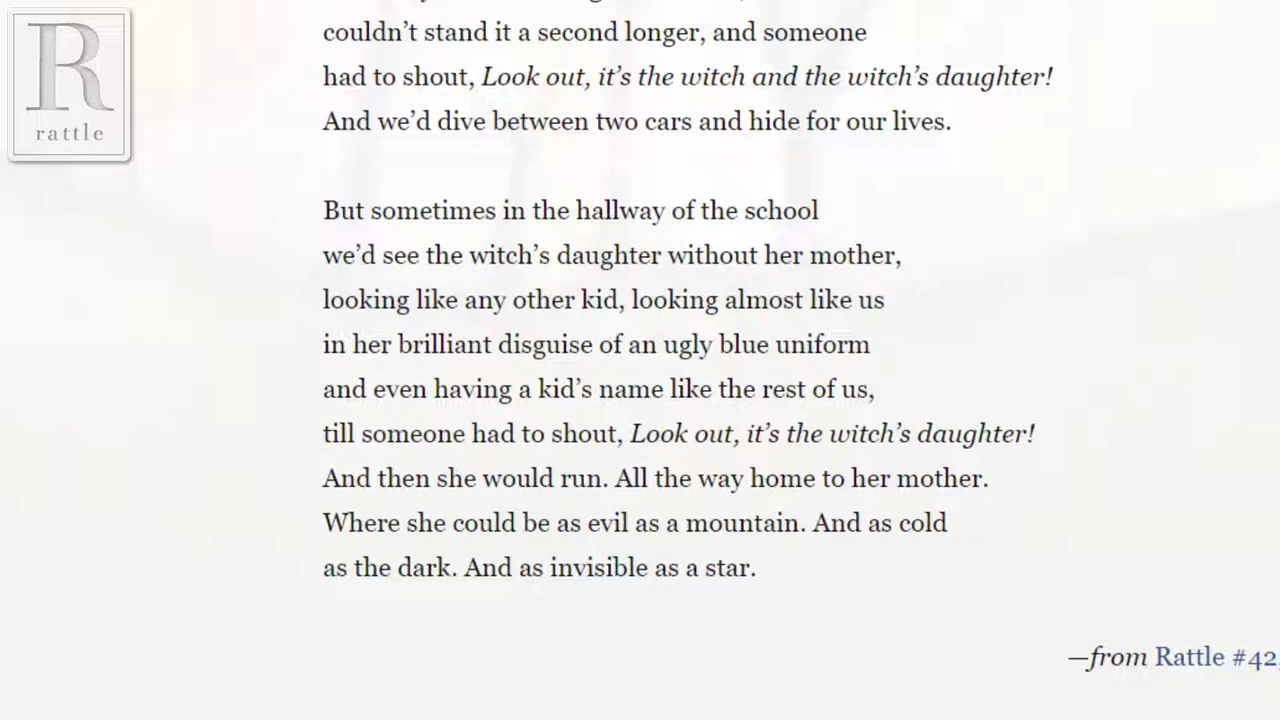 R
rattle
couldn’t stand it a second longer, and someone
had to shout, Look out, it’s the witch and the witch’s daughter!
And we’d dive between two cars and hide for our lives.
But sometimes in the hallway of the school
we’d see the witch’s daughter without her mother,
looking like any other kid, looking almost like us
in her brilliant disguise of an ugly blue uniform
and even having a kid’s name like the rest of us,
till someone had to shout, Look out, it’s the witch’s daughter!
And then she would run. All the way home to her mother.
Where she could be as evil as a mountain. And as cold
as the dark. And as invisible as a star.
—from Rattle #42,